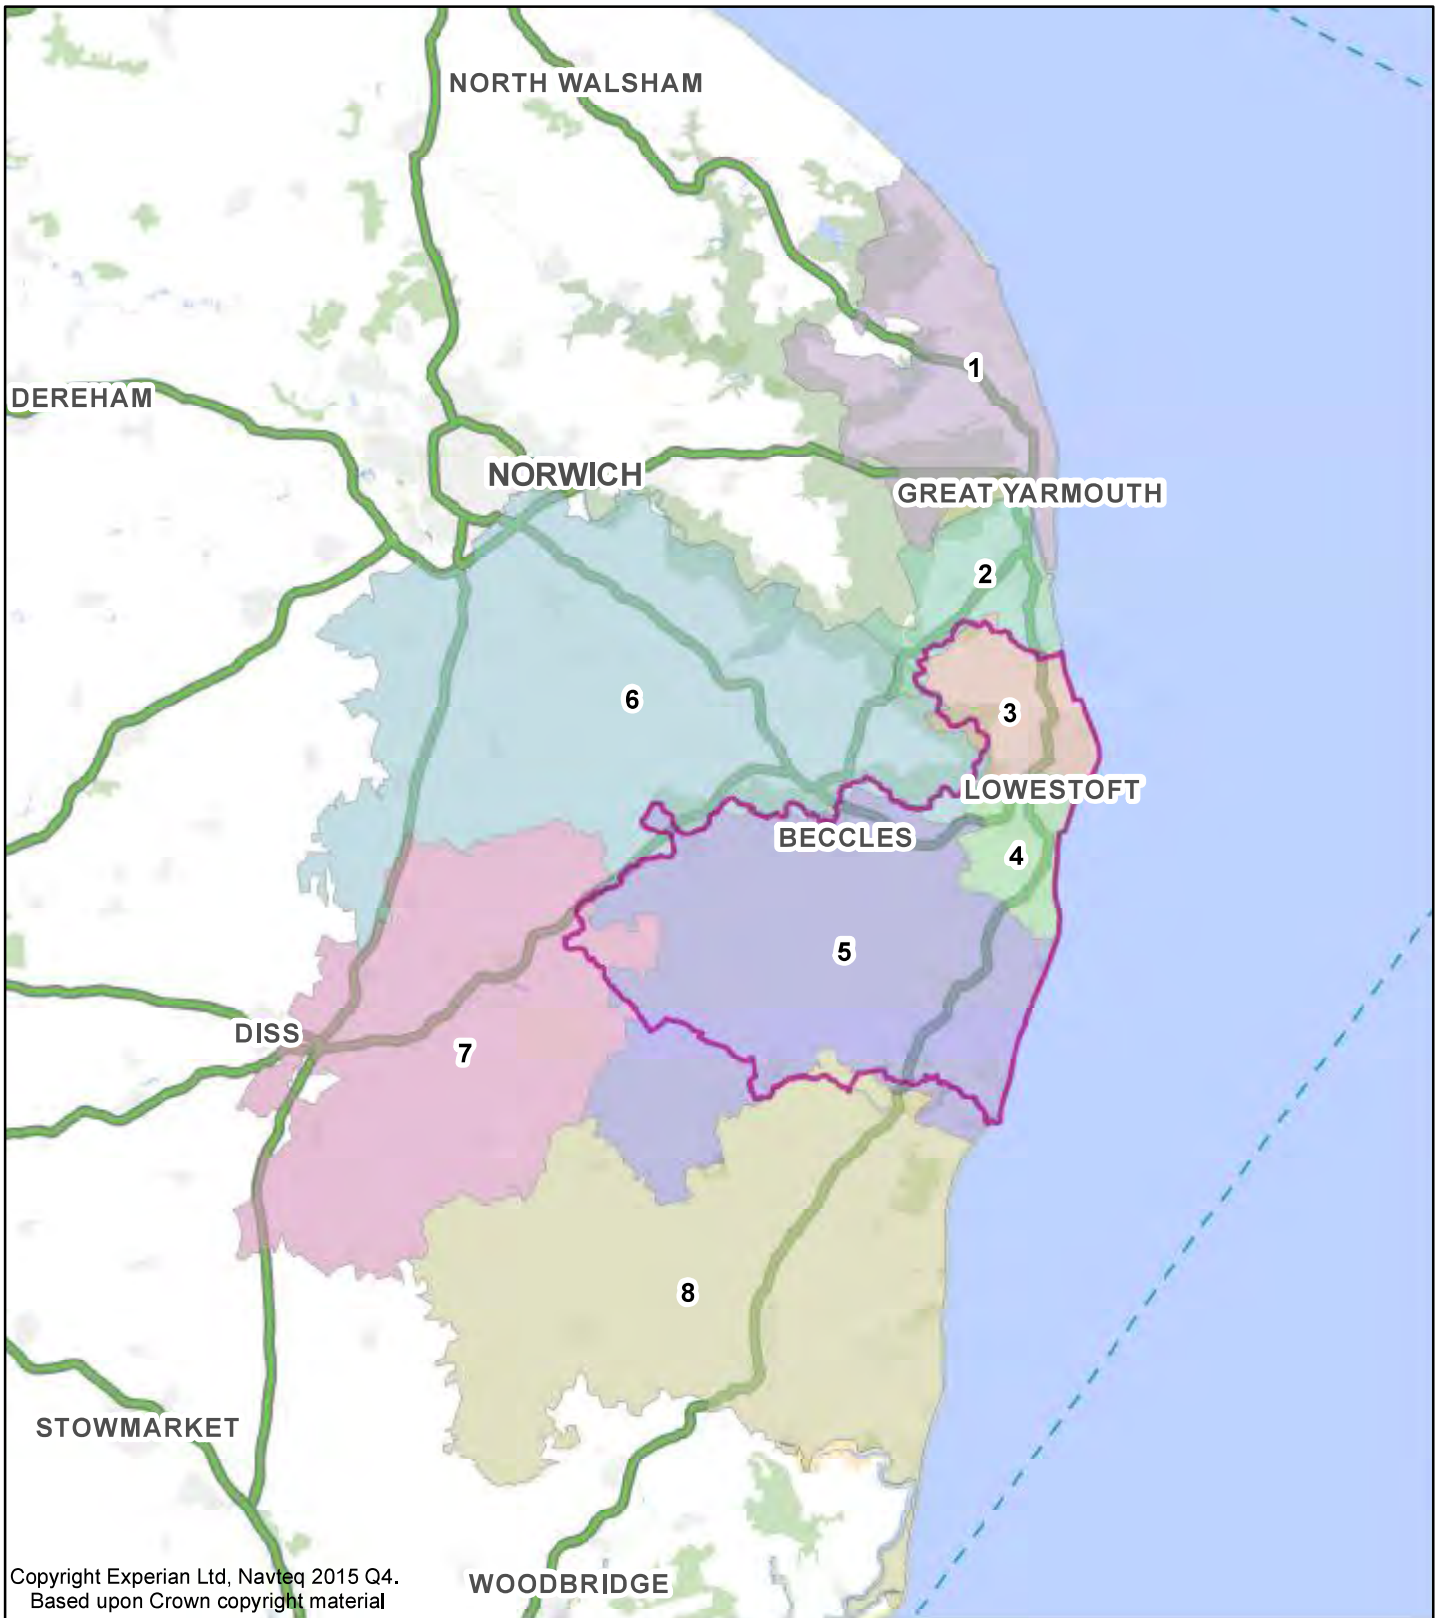 NORTH WALSHAM
1
DEREHAM
NORWICH
GREAT YARMOUTH
2
6
3
LOWESTOFT
BECCLES
4
5
DISS
7
8
STOWMARKET
Copyright Experian Ltd, Navteq 2015 Q4.
Based upon Crown copyright material
WOODBRIDGE